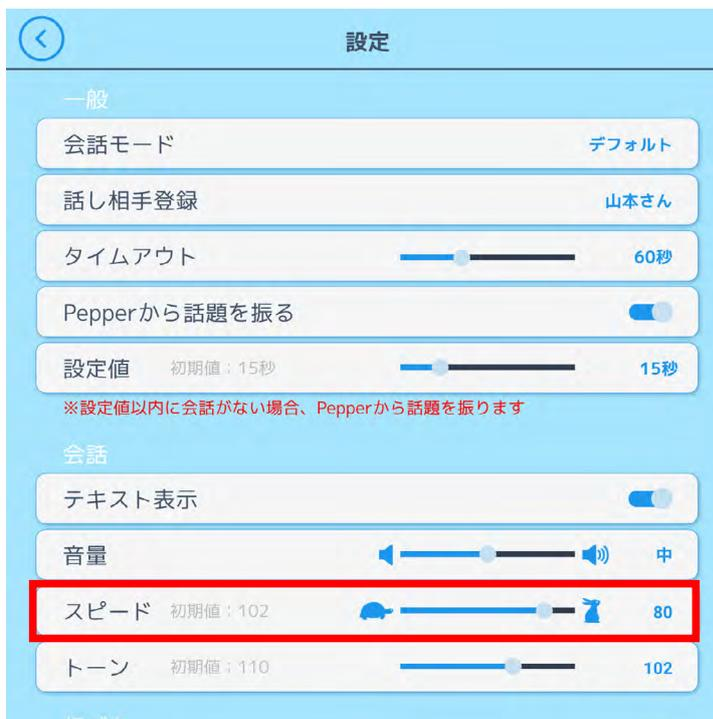 設定
一般
会話モード デフォルト
話し相手登録 山本さん
タイムアウト 60秒
Pepperから話題を振る
設定値 初期値：15秒 15秒
※設定値以内に会話がない場合、Pepperから話題を振ります
会話
テキスト表示
音量 中
スピード 初期値：102 80
トーン 初期値：110 102